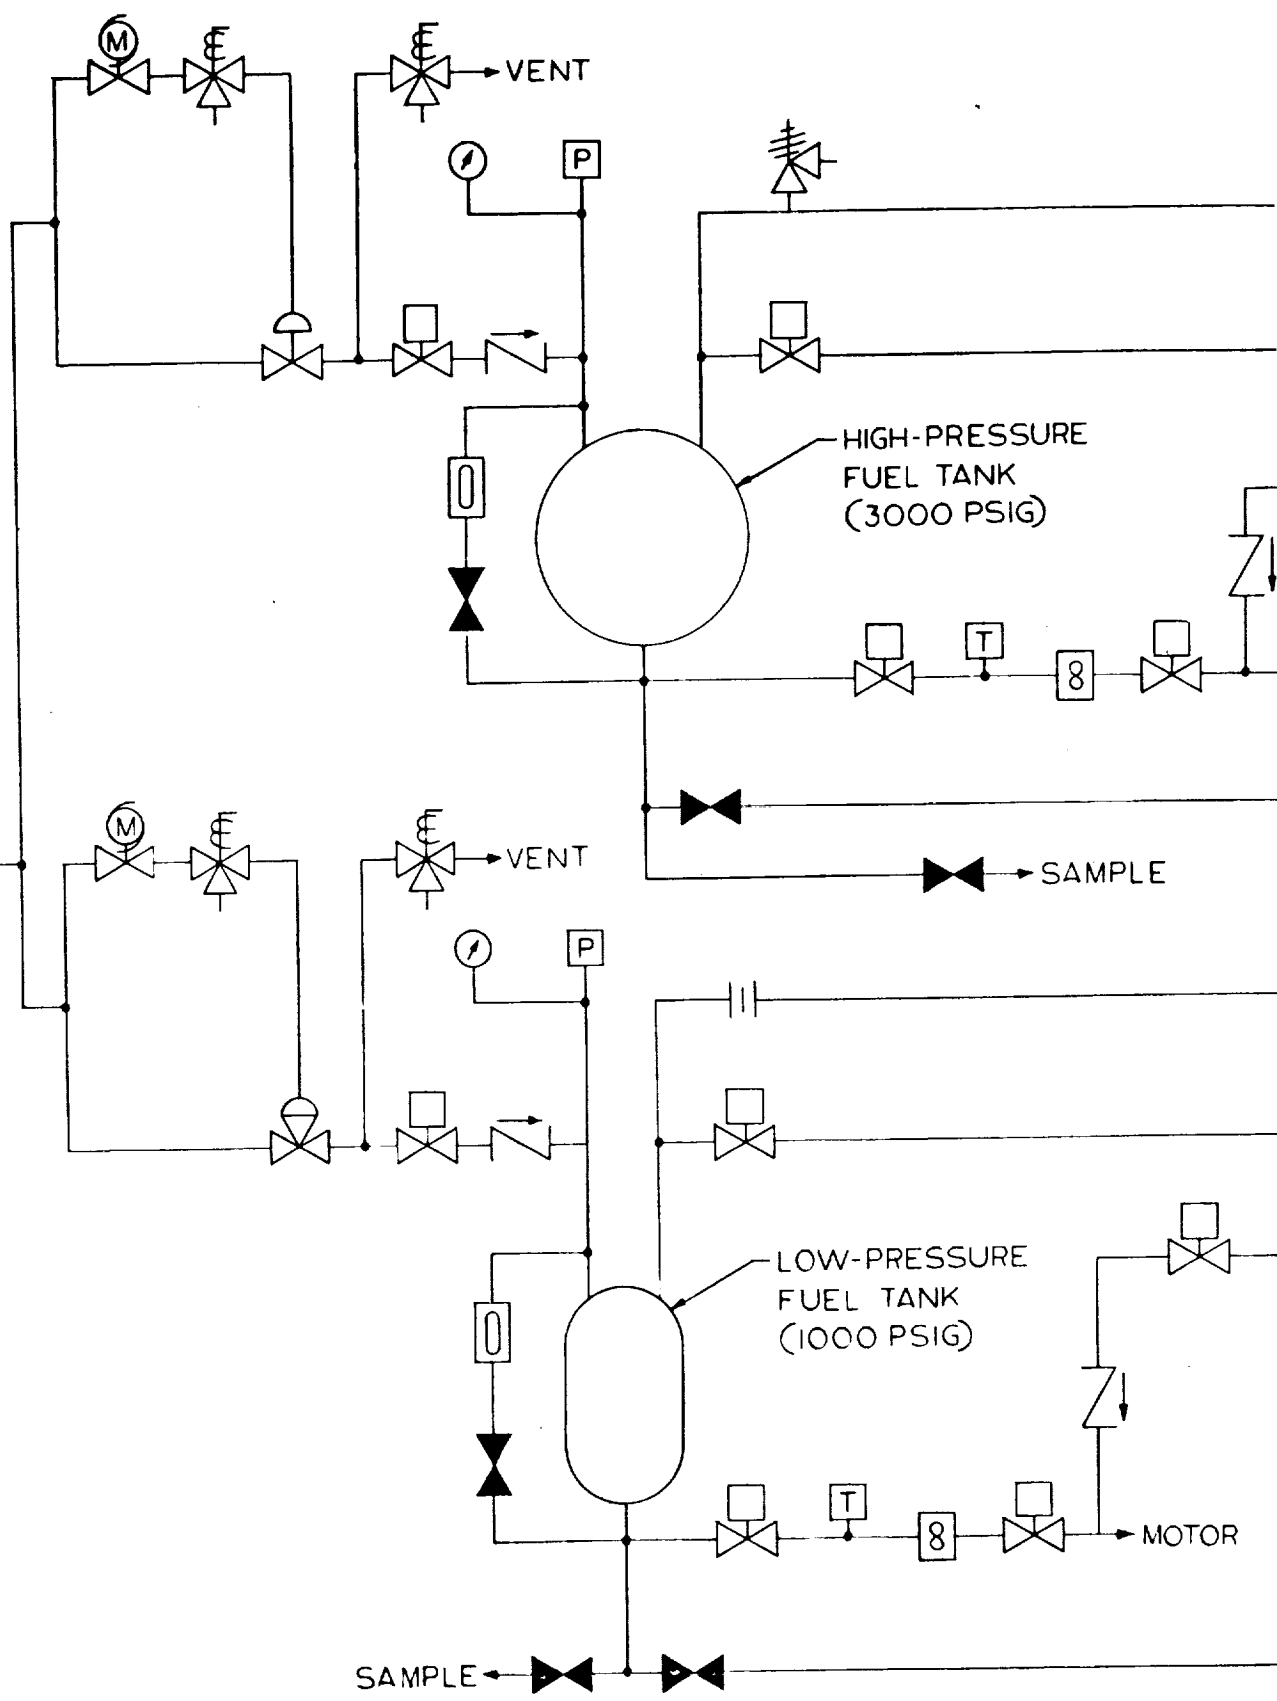 M
VENT
P
HIGH-PRESSURE
FUEL TANK
(3000 PSIG)
T
8
M
VENT
SAMPLE
P
LOW-PRESSURE
FUEL TANK
(1000 PSIG)
T
8
MOTOR
SAMPLE